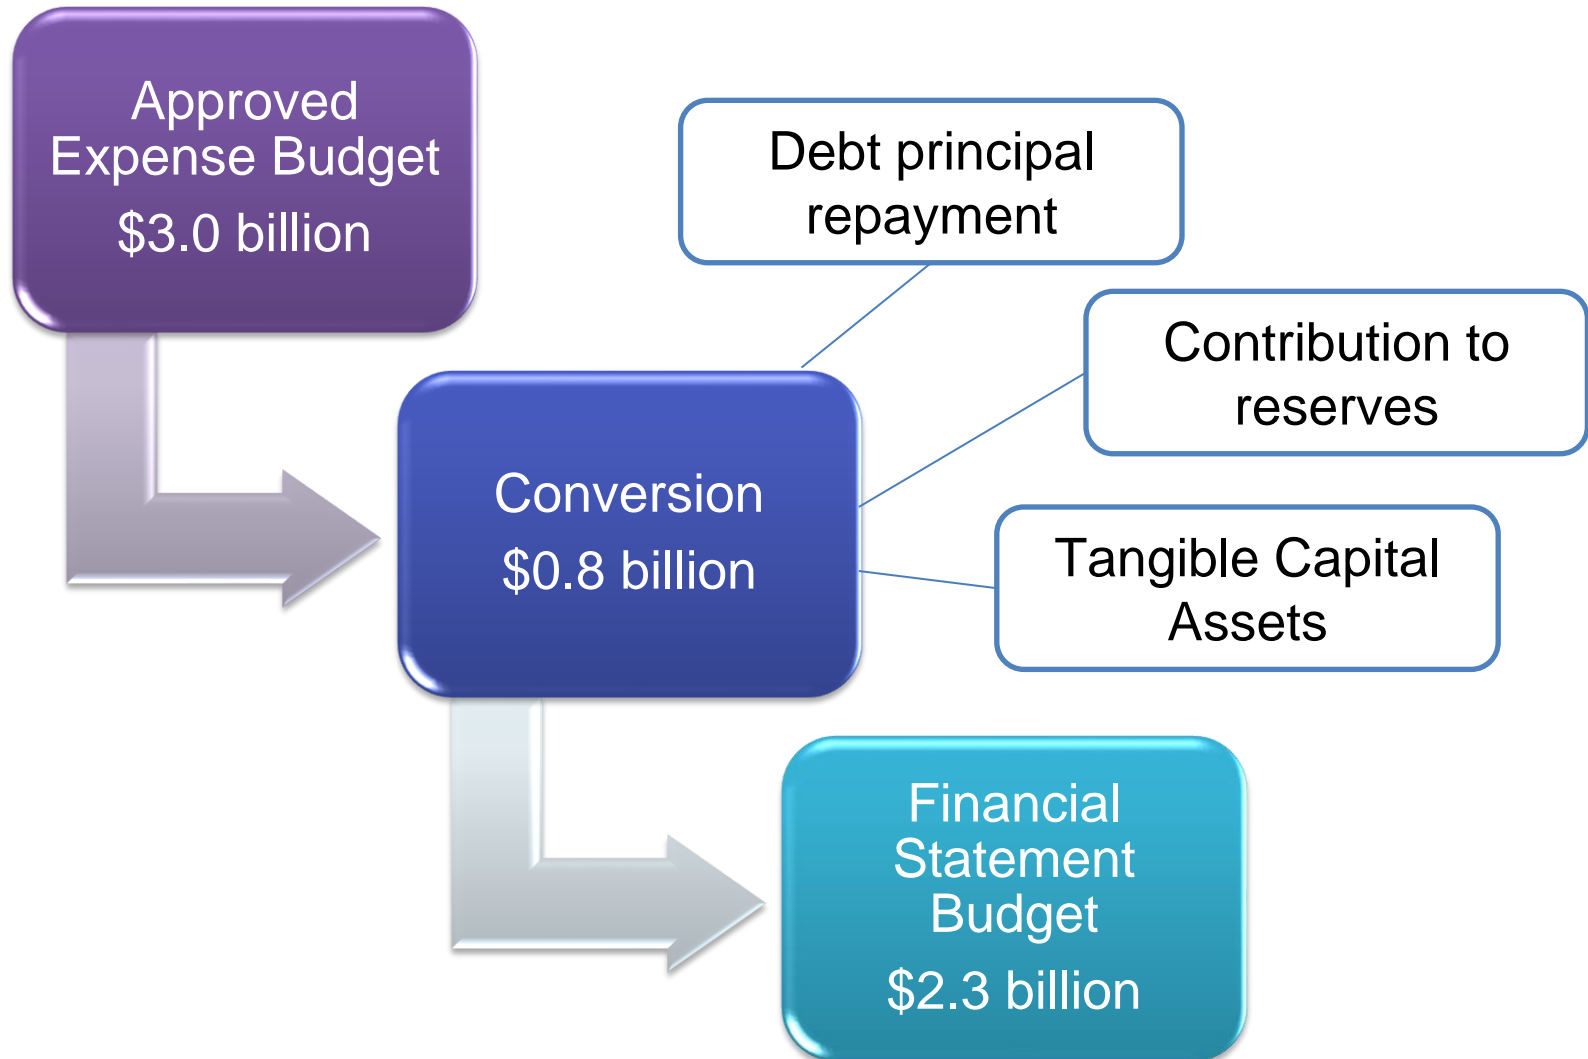 Approved
Expense Budget
$3.0 billion
Debt principal
repayment
Contribution to
reserves
Conversion
$0.8 billion
Tangible Capital
Assets
Financial
Statement
Budget
$2.3 billion